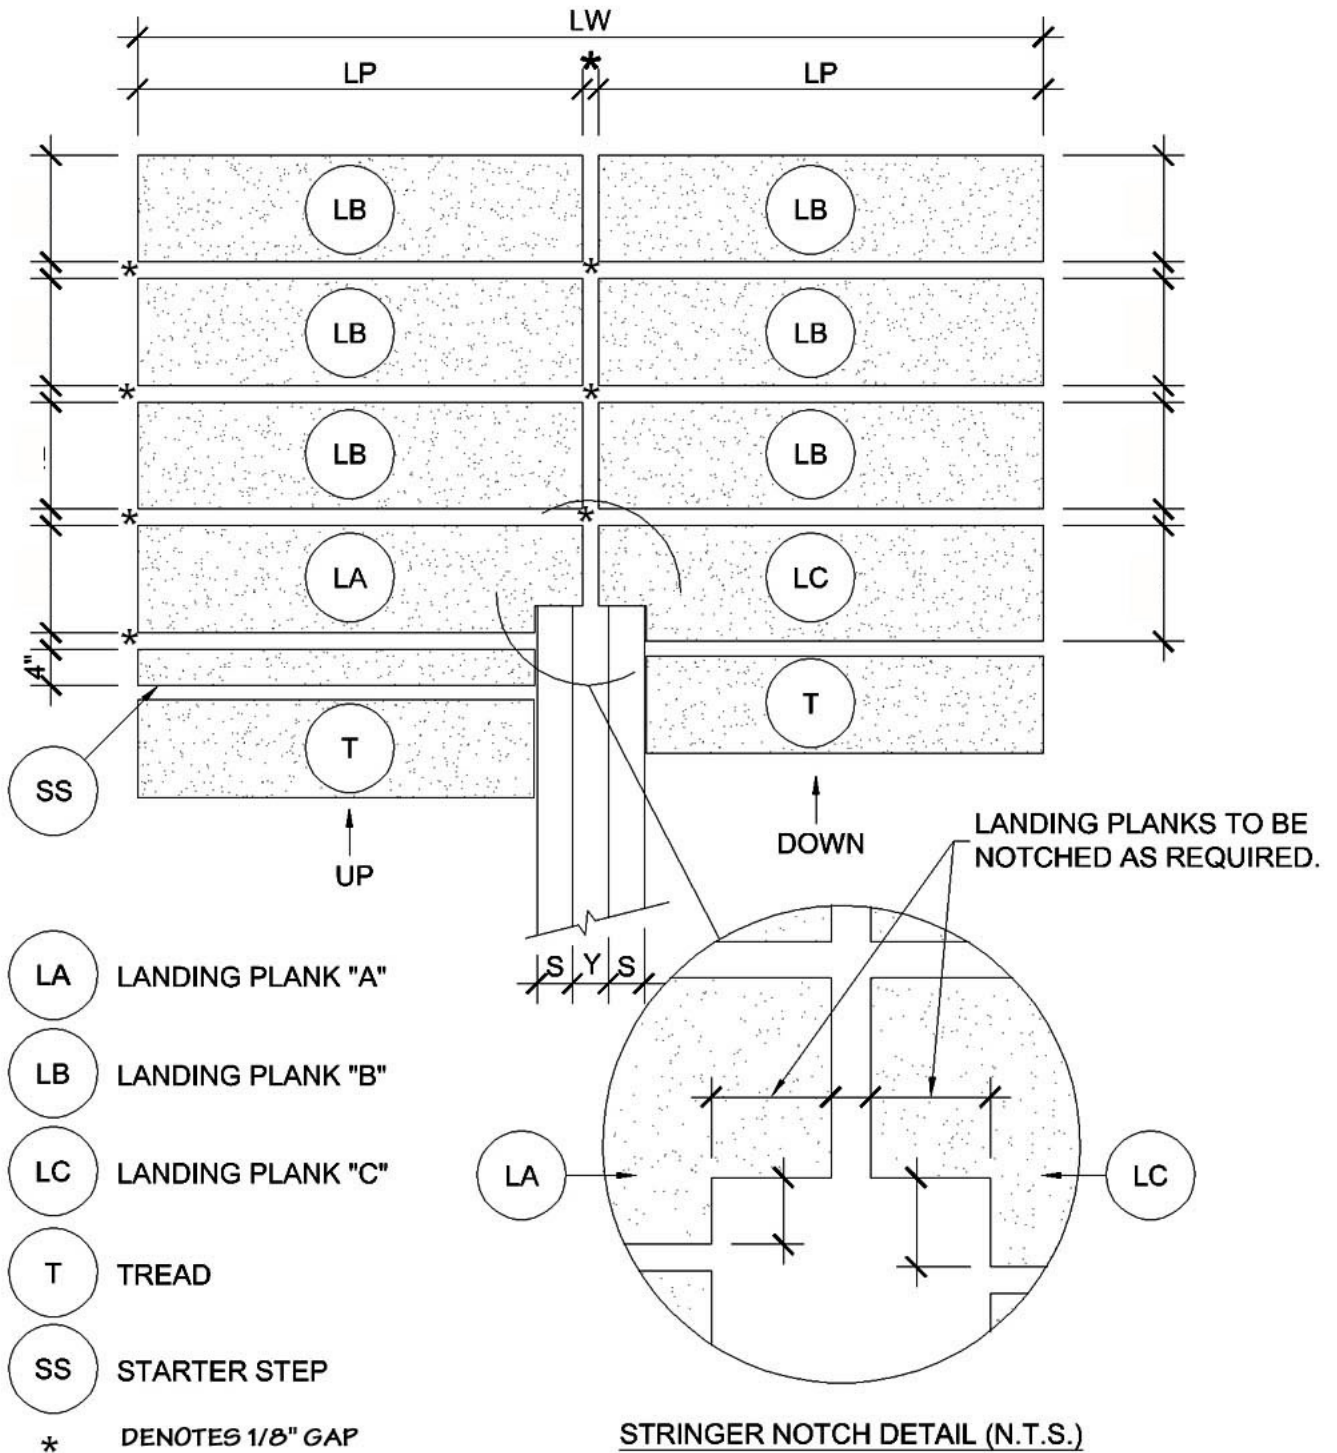 LW
*
LP LP
LB LB
* *
LB LB
* *
LB LB
* *
LA LC
*
4"
T
T
SS
UP
DOWN
LANDING PLANKS TO BE
NOTCHED AS REQUIRED.
S Y S
LA LANDING PLANK "A"
LB LANDING PLANK "B"
LC LANDING PLANK "C"
LA LC
T TREAD
SS STARTER STEP
* DENOTES 1/8" GAP
STRINGER NOTCH DETAIL (N.T.S.)